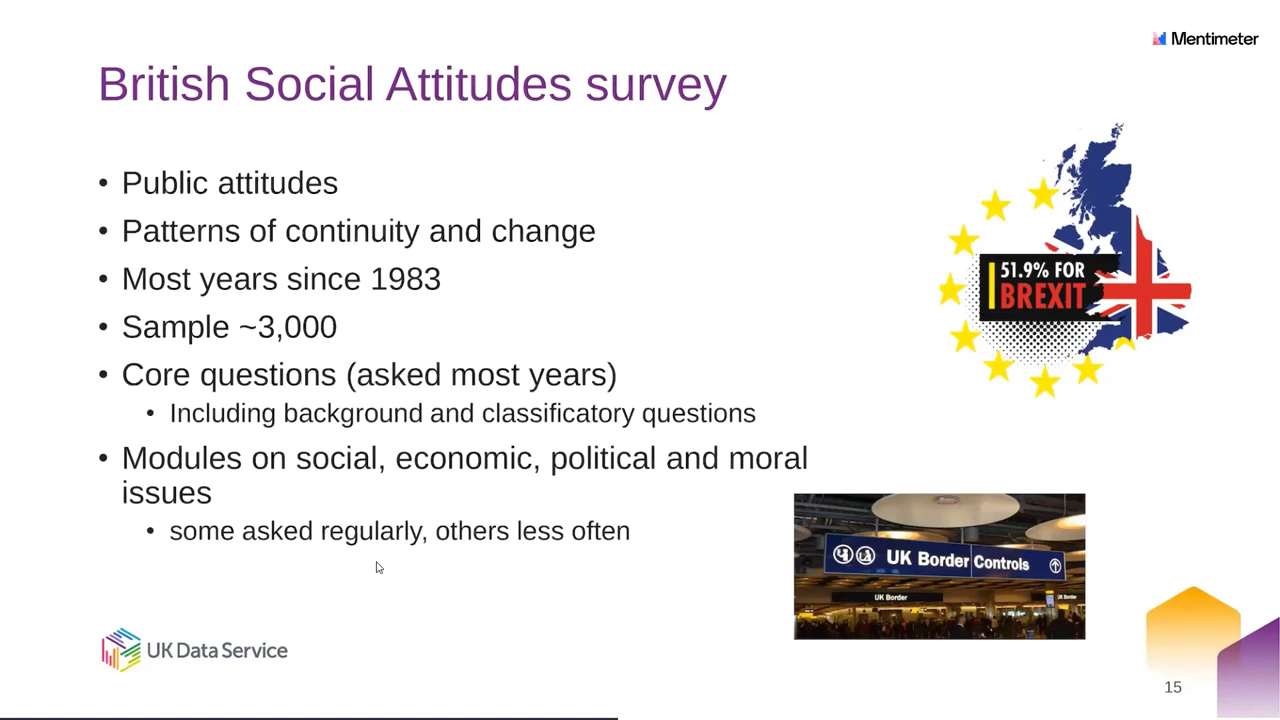 Mentimeter
British Social Attitudes survey
• Public attitudes
• Patterns of continuity and change
• Most years since 1983
• Sample ~3,000
• Core questions (asked most years)
• Including background and classificatory questions
• Modules on social, economic, political and moral
issues
• some asked regularly, others less often
51.9% FOR
BREXIT
UK Border Controls
UK Border
UK Border
UK Data Service
15